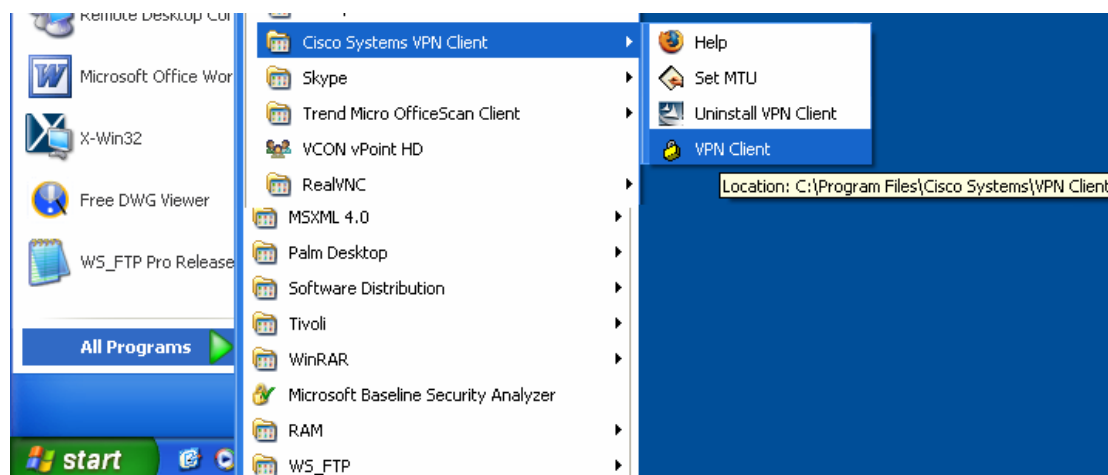 Remote Desktop Co
Microsoft Office Wor
X-Win32
Free DWG Viewer
WS_FTP Pro Release
All Programs
start
Cisco Systems VPN Client
Skype
Trend Micro OfficeScan Client
VCON vPoint HD
RealVNC
MSXML 4.0
Palm Desktop
Software Distribution
Tivoli
WinRAR
Microsoft Baseline Security Analyzer
RAM
WS_FTP
Help
Set MTU
Uninstall VPN Client
VPN Client
Location: C:\Program Files\Cisco Systems\VPN Client